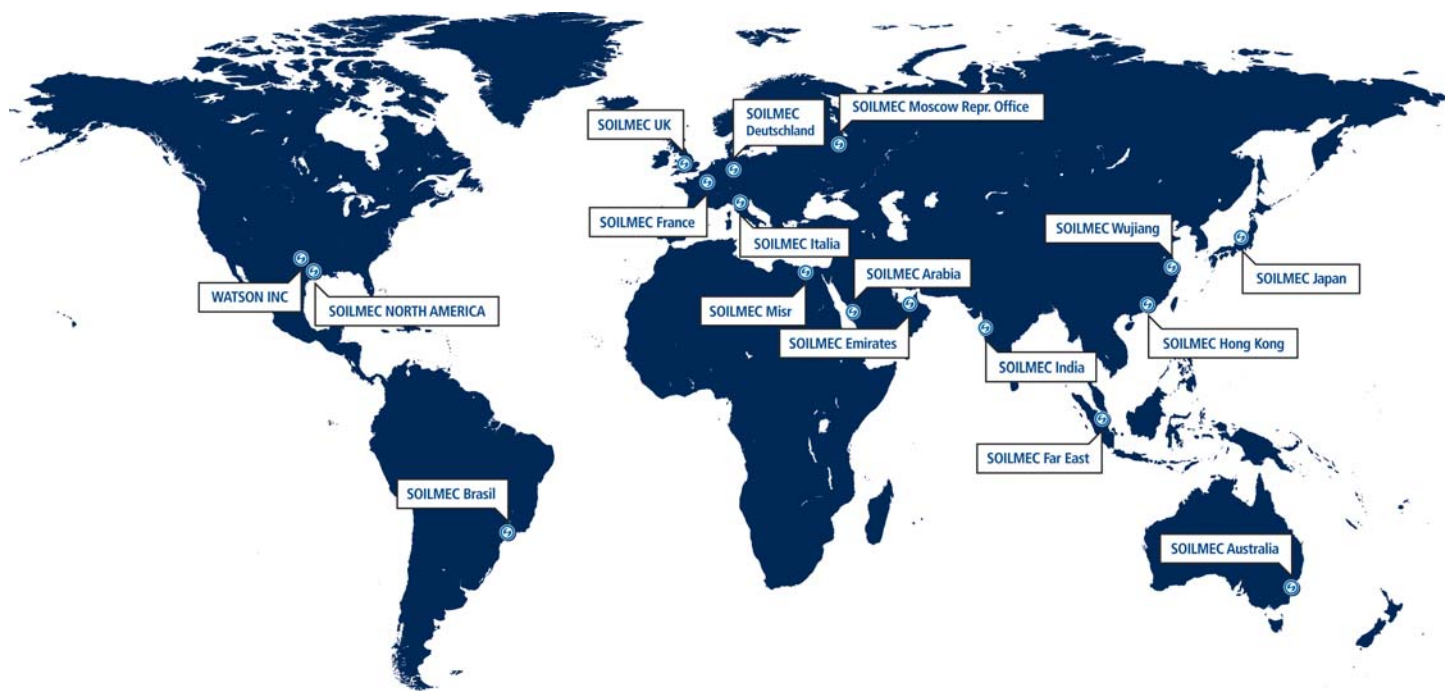 SOILMEC Moscow Repr. Office
SOILMEC UK
SOILMEC
Deutschland
SOILMEC France
SOILMEC Italia
SOILMEC Wujiang
WATSON INC
SOILMEC NORTH AMERICA
SOILMEC Misr
SOILMEC Arabia
SOILMEC Emirates
SOILMEC Japan
SOILMEC Hong Kong
SOILMEC India
SOILMEC Far East
SOILMEC Brasil
SOILMEC Australia